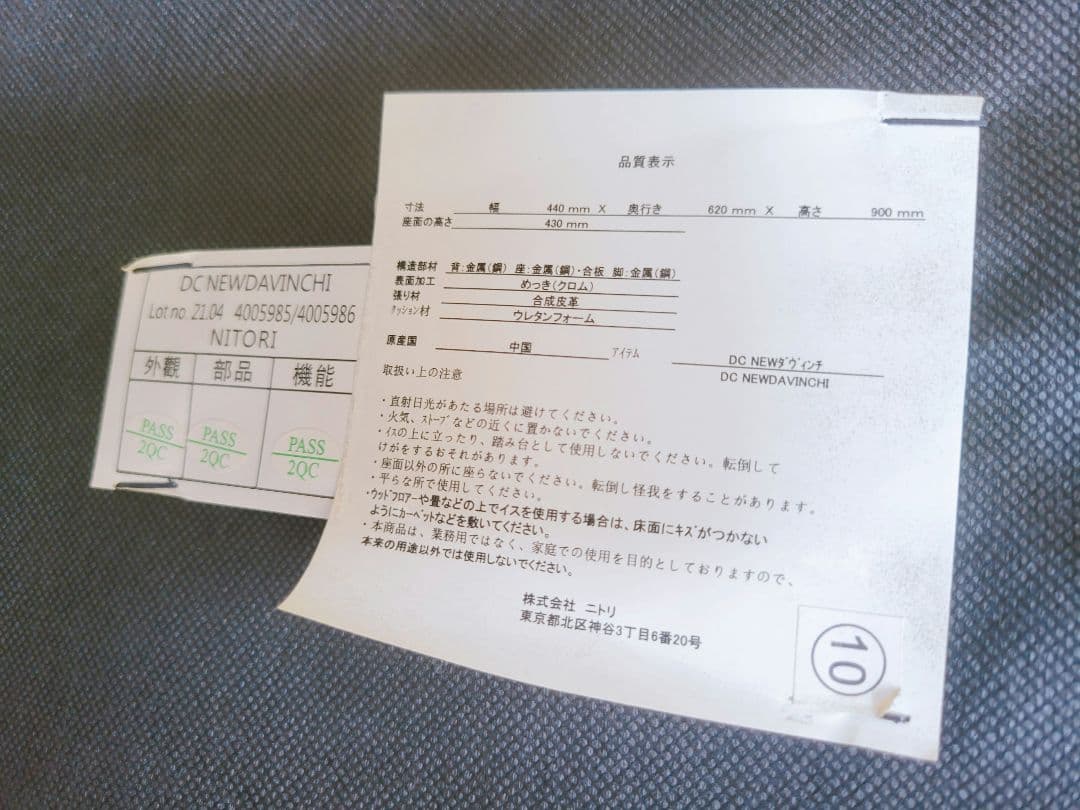 品質表示
寸法 幅 440 mm X 奥行き 620 mm X 高さ 900 mm
座面の高さ 430 mm
構造部材 背:金属(鋼) 座:金属(鋼)・合板 脚:金属(鋼)
表面加工 めっき(クロム)
張り材 合成皮革
クッション材 ウレタンフォーム
原産国 中国 アイテム DC NEWダヴィンチ
DC NEWDAVINCHI
取扱い上の注意
・直射日光があたる場所は避けてください。
・火気、ストーブなどの近くに置かないでください。
・イスの上に立ったり、踏み台として使用しないでください。転倒して
けがをするおそれがあります。
・座面以外の所に座らないでください。転倒し怪我をすることがあります。
・平らな所で使用してください。
・ウッドフロアーや畳などの上でイスを使用する場合は、床面にキズがつかない
ようにカーペットなどを敷いてください。
・本商品は、業務用ではなく、家庭での使用を目的としておりますので、
本来の用途以外では使用しないでください。
株式会社 ニトリ
東京都北区神谷3丁目6番20号
10
DC NEWDAVINCHI
Lot no. 21.04 4005985/4005986
NITORI
外觀 部品 機能
PASS PASS PASS
2QC 2QC 2QC